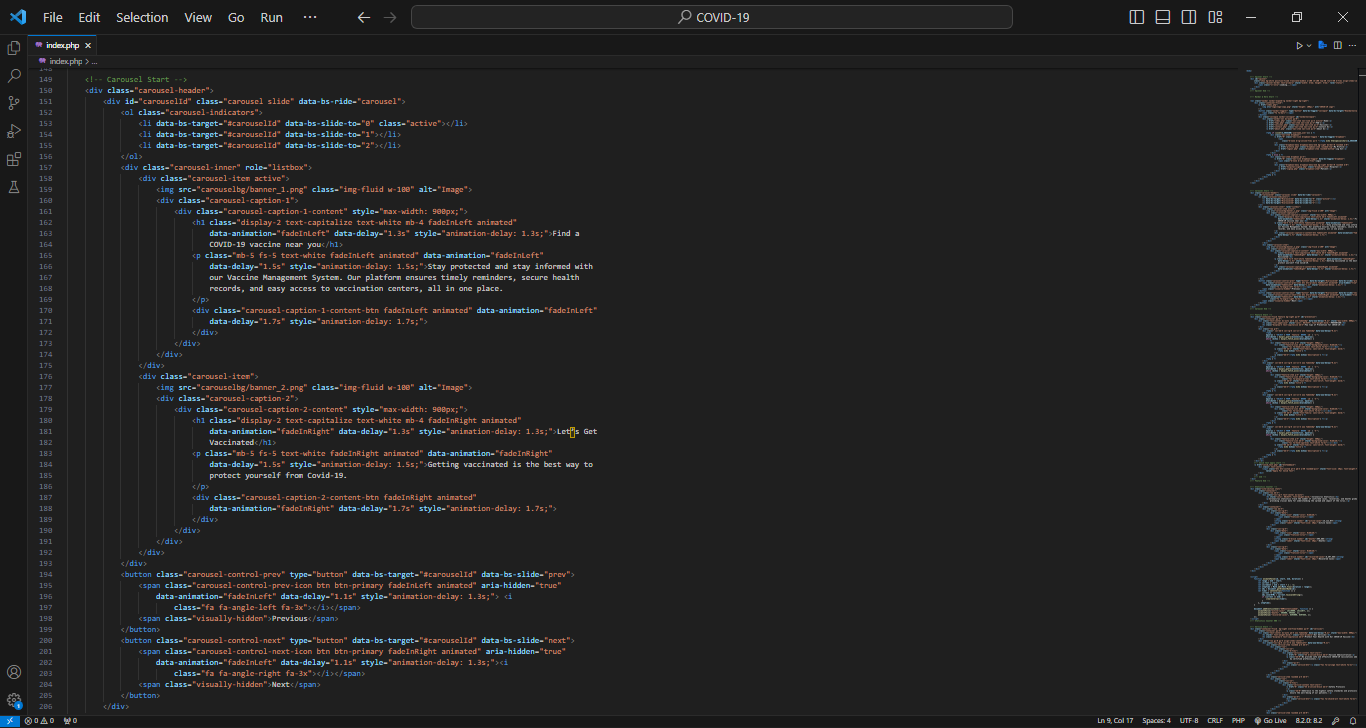 File Edit Selection View Go Run ··· COVID-19
index.php
index.php > ...
149 <!-- Carousel Start -->
150 <div class="carousel-header">
151 <div id="carouselId" class="carousel slide" data-bs-ride="carousel">
152 <ol class="carousel-indicators">
153 <li data-bs-target="#carouselId" data-bs-slide-to="0" class="active"></li>
154 <li data-bs-target="#carouselId" data-bs-slide-to="1"></li>
155 <li data-bs-target="#carouselId" data-bs-slide-to="2"></li>
156 </ol>
157 <div class="carousel-inner" role="listbox">
158 <div class="carousel-item active">
159 <img src="carouselbg/banner_1.png" class="img-fluid w-100" alt="Image">
160 <div class="carousel-caption-1">
161 <div class="carousel-caption-1-content" style="max-width: 900px;">
162 <h1 class="display-2 text-capitalize text-white mb-4 fadeInLeft animated"
163 data-animation="fadeInLeft" data-delay="1.3s" style="animation-delay: 1.3s;">Find a
164 COVID-19 vaccine near you</h1>
165 <p class="mb-5 fs-5 text-white fadeInLeft animated" data-animation="fadeInLeft"
166 data-delay="1.5s" style="animation-delay: 1.5s;">Stay protected and stay informed with
167 our Vaccine Management System. Our platform ensures timely reminders, secure health
168 records, and easy access to vaccination centers, all in one place.
169 </p>
170 <div class="carousel-caption-1-content-btn fadeInLeft animated" data-animation="fadeInLeft"
171 data-delay="1.7s" style="animation-delay: 1.7s;">
172 </div>
173 </div>
174 </div>
175 </div>
176 <div class="carousel-item">
177 <img src="carouselbg/banner_2.png" class="img-fluid w-100" alt="Image">
178 <div class="carousel-caption-2">
179 <div class="carousel-caption-2-content" style="max-width: 900px;">
180 <h1 class="display-2 text-capitalize text-white mb-4 fadeInRight animated"
181 data-animation="fadeInRight" data-delay="1.3s" style="animation-delay: 1.3s;">Let’s Get
182 Vaccinated</h1>
183 <p class="mb-5 fs-5 text-white fadeInRight animated" data-animation="fadeInRight"
184 data-delay="1.5s" style="animation-delay: 1.5s;">Getting vaccinated is the best way to
185 protect yourself from Covid-19.
186 </p>
187 <div class="carousel-caption-2-content-btn fadeInRight animated"
188 data-animation="fadeInRight" data-delay="1.7s" style="animation-delay: 1.7s;">
189 </div>
190 </div>
191 </div>
192 </div>
193 </div>
194 <button class="carousel-control-prev" type="button" data-bs-target="#carouselId" data-bs-slide="prev">
195 <span class="carousel-control-prev-icon btn btn-primary fadeInLeft animated" aria-hidden="true"
196 data-animation="fadeInLeft" data-delay="1.1s" style="animation-delay: 1.3s;"> <i
197 class="fa fa-angle-left fa-3x"></i></span>
198 <span class="visually-hidden">Previous</span>
199 </button>
200 <button class="carousel-control-next" type="button" data-bs-target="#carouselId" data-bs-slide="next">
201 <span class="carousel-control-next-icon btn btn-primary fadeInRight animated" aria-hidden="true"
202 data-animation="fadeInLeft" data-delay="1.1s" style="animation-delay: 1.3s;"><i
203 class="fa fa-angle-right fa-3x"></i></span>
204 <span class="visually-hidden">Next</span>
205 </button>
206 </div>
0 0 0 Ln 9, Col 17 Spaces: 4 UTF-8 CRLF PHP Go Live 8.2.0: 8.2